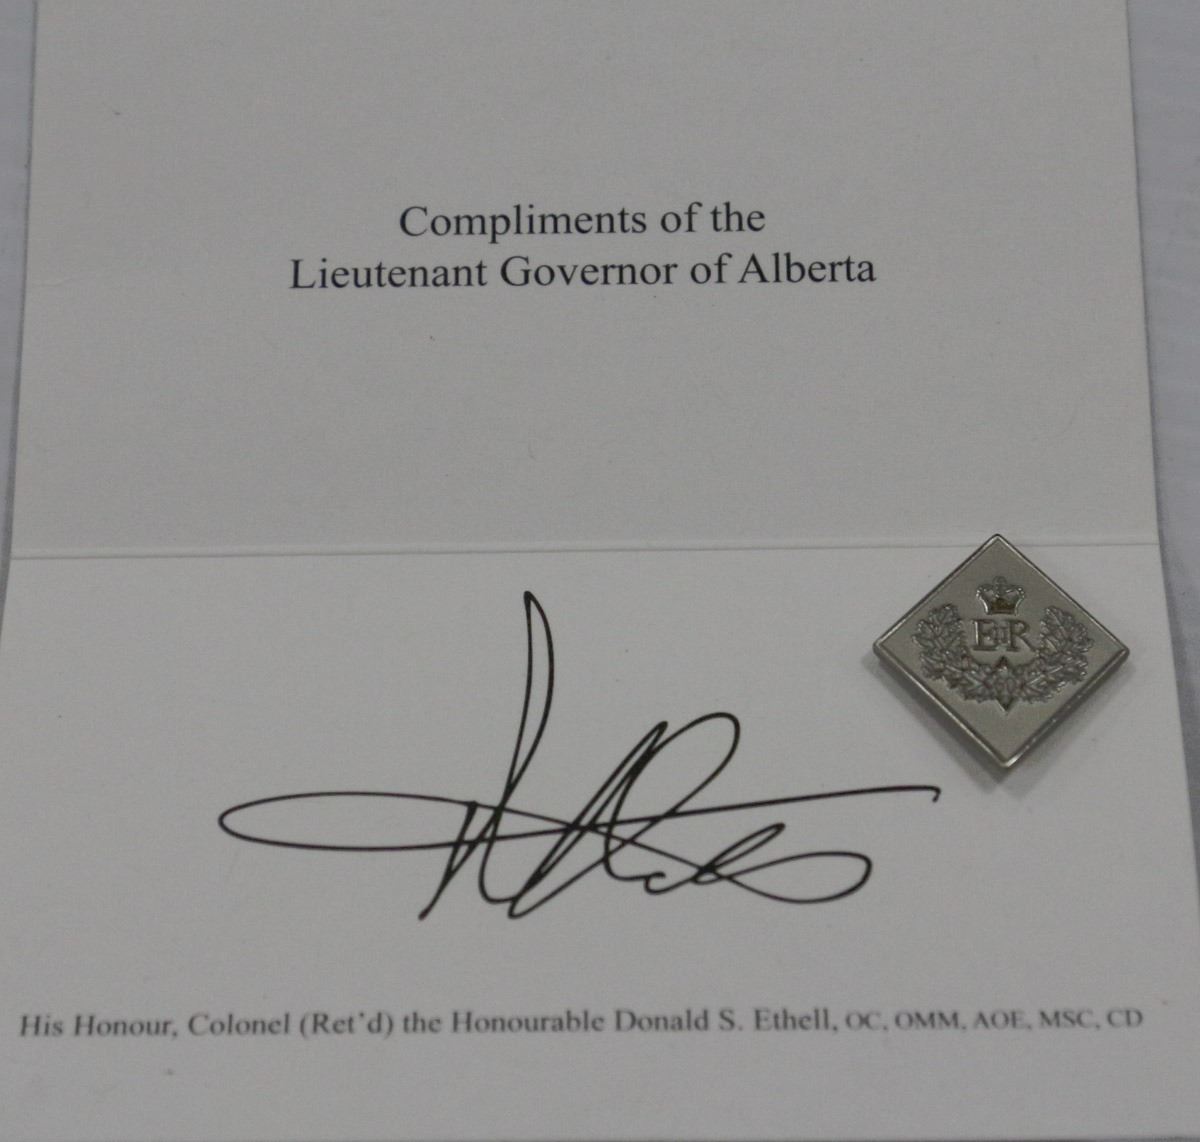 Compliments of the
Lieutenant Governor of Alberta
EIIR
His Honour, Colonel (Ret'd) the Honourable Donald S. Ethell, OC, OMM, AOE, MSC, CD